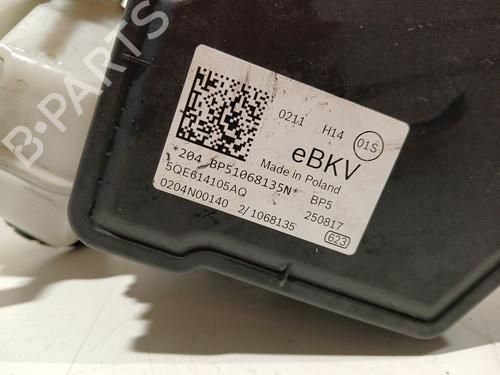 B-PARTS
0211 H14 01S
eBKV
*204 BP51068135N*
Made in Poland BP5
5QE614105AQ 250817
0204N00140 2/1068135
623